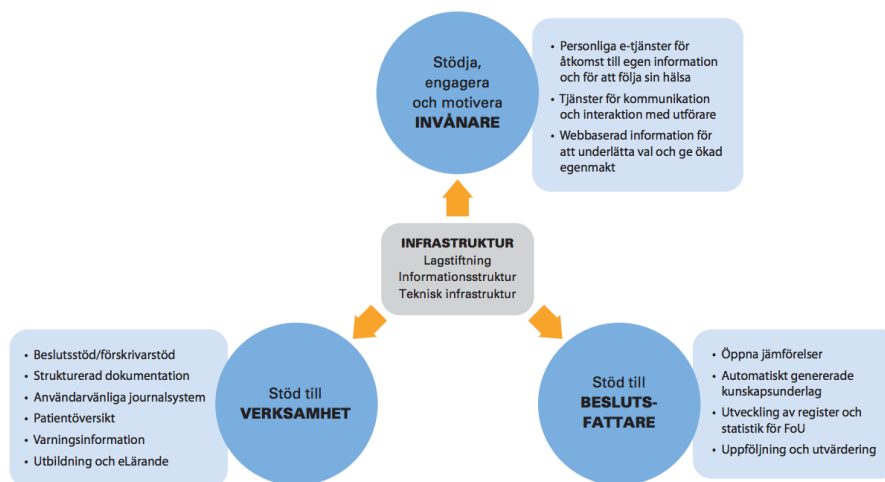 Stödja,
engagera
och motivera
INVÅNARE
• Personliga e-tjänster för
åtkomst till egen information
och för att följa sin hälsa
• Tjänster för kommunikation
och interaktion med utförare
• Webbaserad information för
att underlätta val och ge ökad
egenmakt
INFRASTRUKTUR
Lagstiftning
Informationsstruktur
Teknisk infrastruktur
• Beslutsstöd/förskrivarstöd
• Strukturerad dokumentation
• Användarvänliga journalsystem
• Patientöversikt
• Varningsinformation
• Utbildning och eLärande
Stöd till
VERKSAMHET
Stöd till
BESLUTS-
FATTARE
• Öppna jämförelser
• Automatiskt genererade
kunskapsunderlag
• Utveckling av register och
statistik för FoU
• Uppföljning och utvärdering